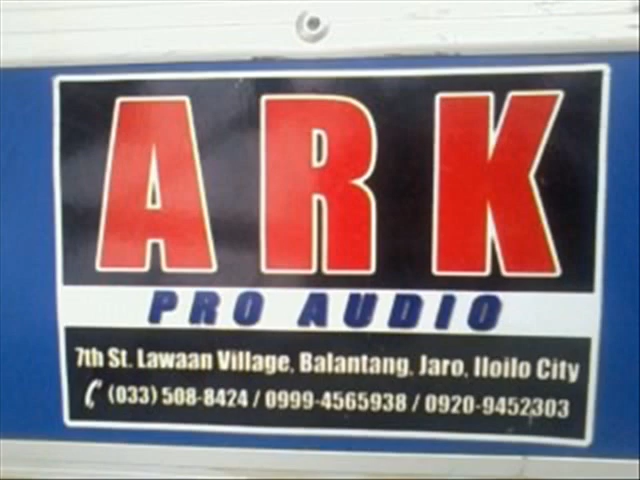 ARK
PRO AUDIO
7th St. Lawaan Village, Balantang, Jaro, Iloilo City
(033) 508-8424 / 0999-4565938 / 0920-9452303